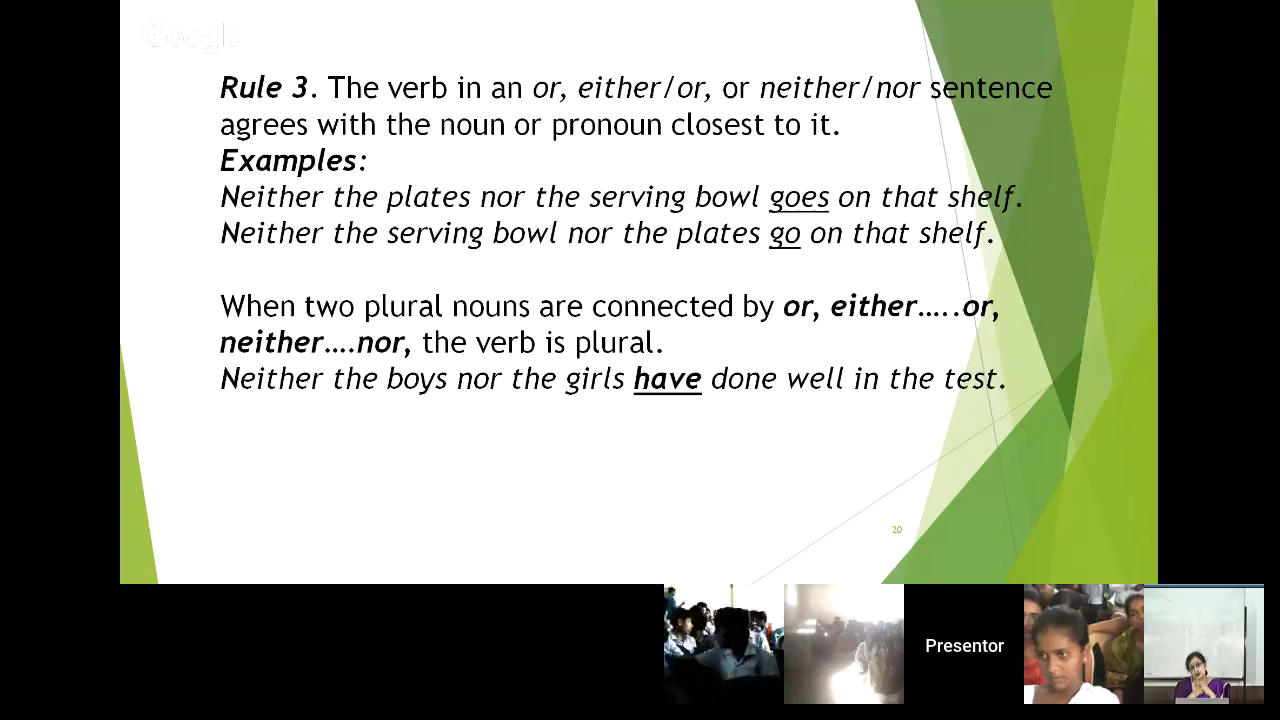 Google
Rule 3. The verb in an or, either/or, or neither/nor sentence
agrees with the noun or pronoun closest to it.
Examples:
Neither the plates nor the serving bowl goes on that shelf.
Neither the serving bowl nor the plates go on that shelf.
When two plural nouns are connected by or, either…..or,
neither….nor, the verb is plural.
Neither the boys nor the girls have done well in the test.
20
Presentor